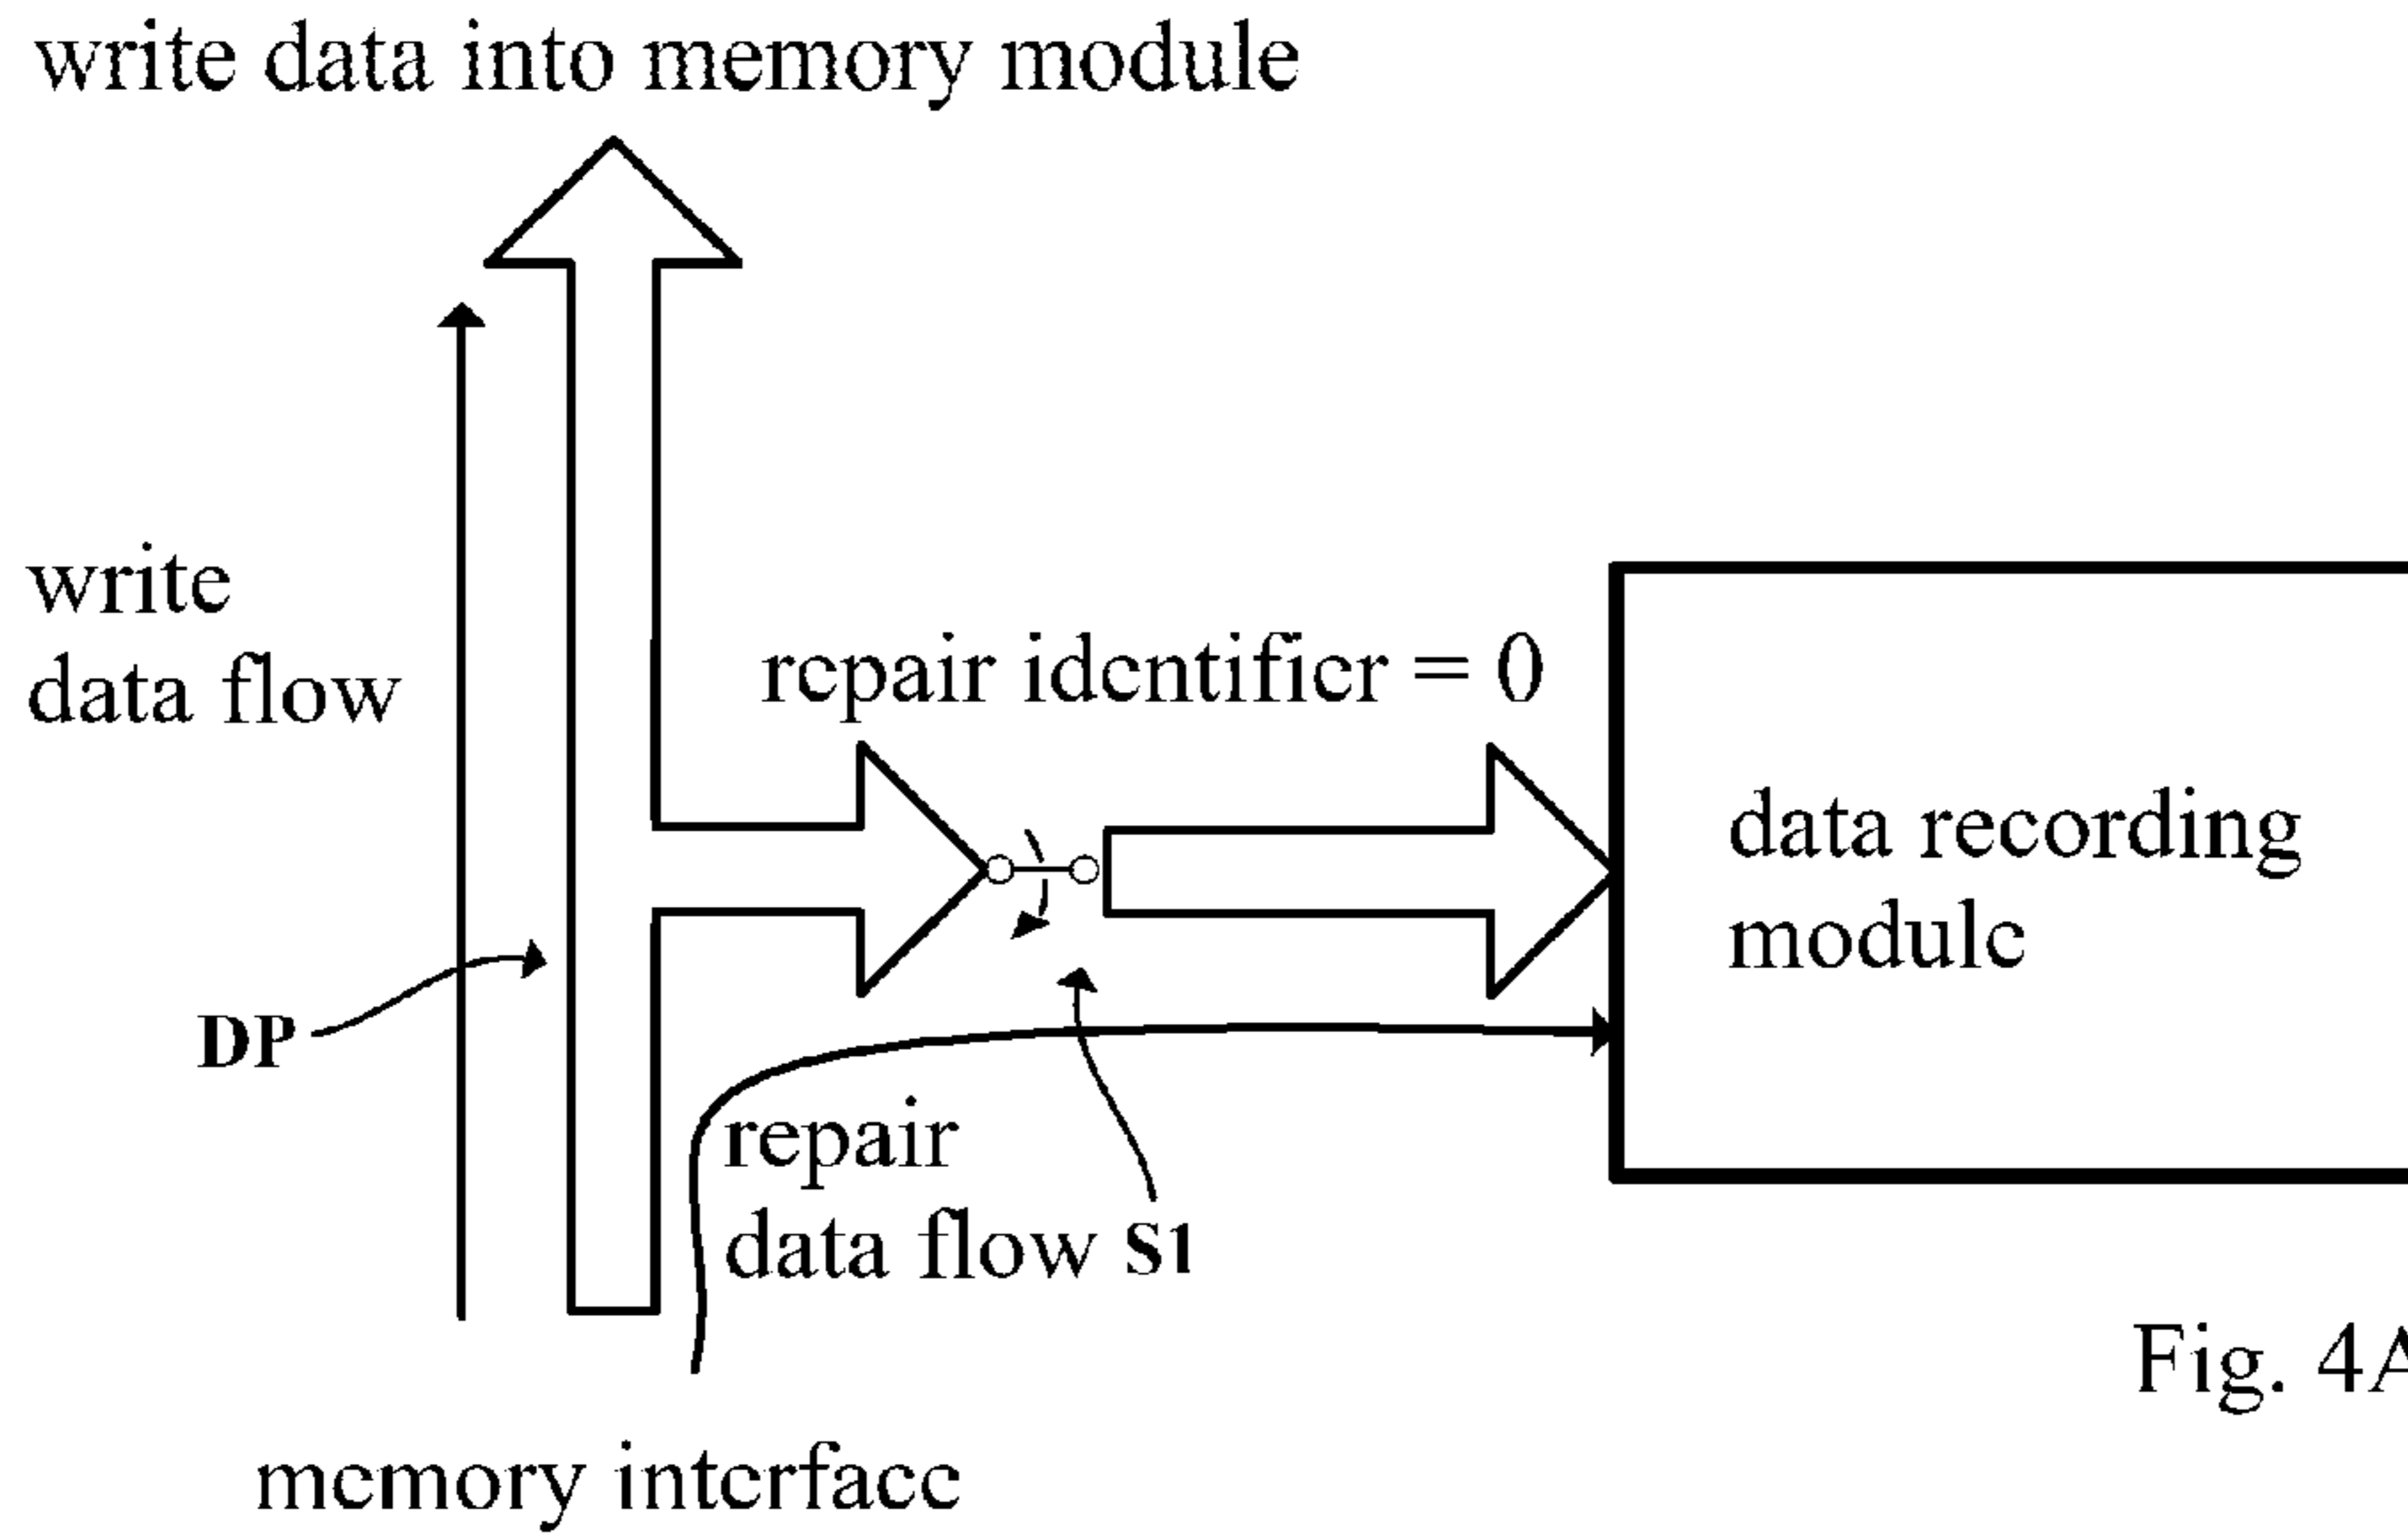 write data into memory module
write
data flow
repair identifier = 0
data recording
module
DP
repair
data flow S1
Fig. 4A
memory interface